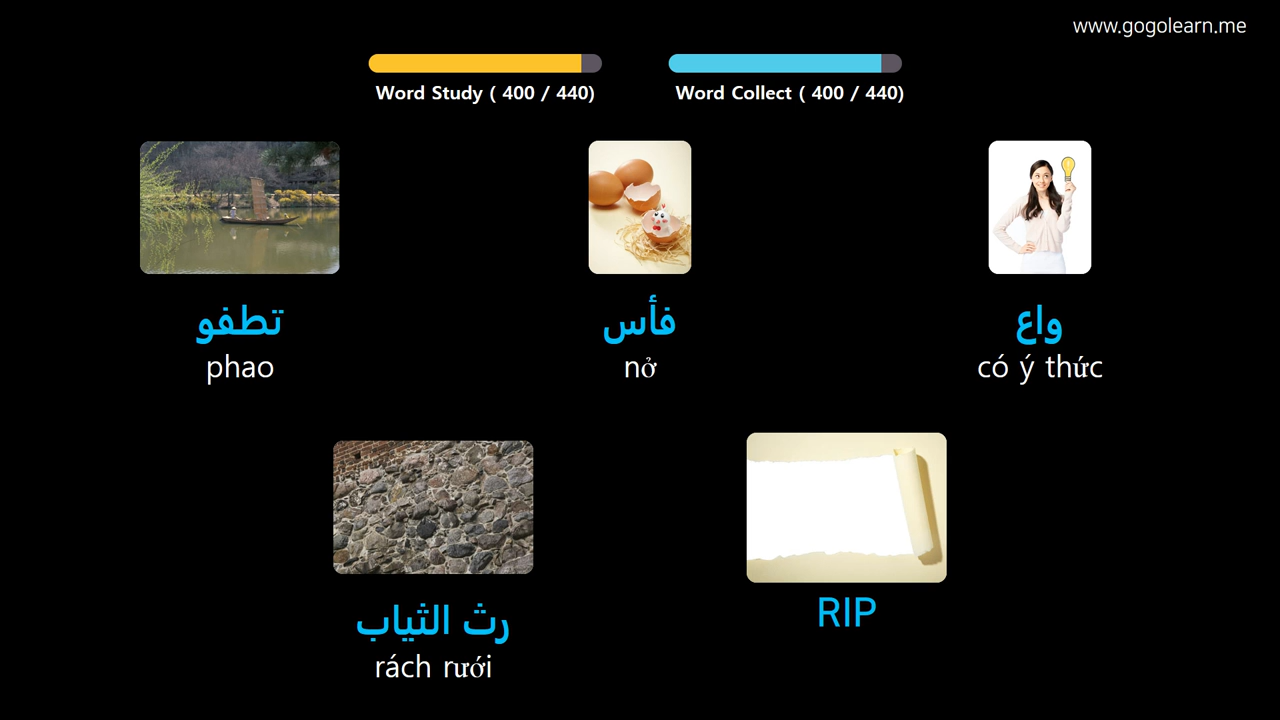 www.gogolearn.me
Word Study ( 400 / 440)
Word Collect ( 400 / 440)
تطفو
phao
فأس
nở
واع
có ý thức
رث الثياب
rách rưới
RIP